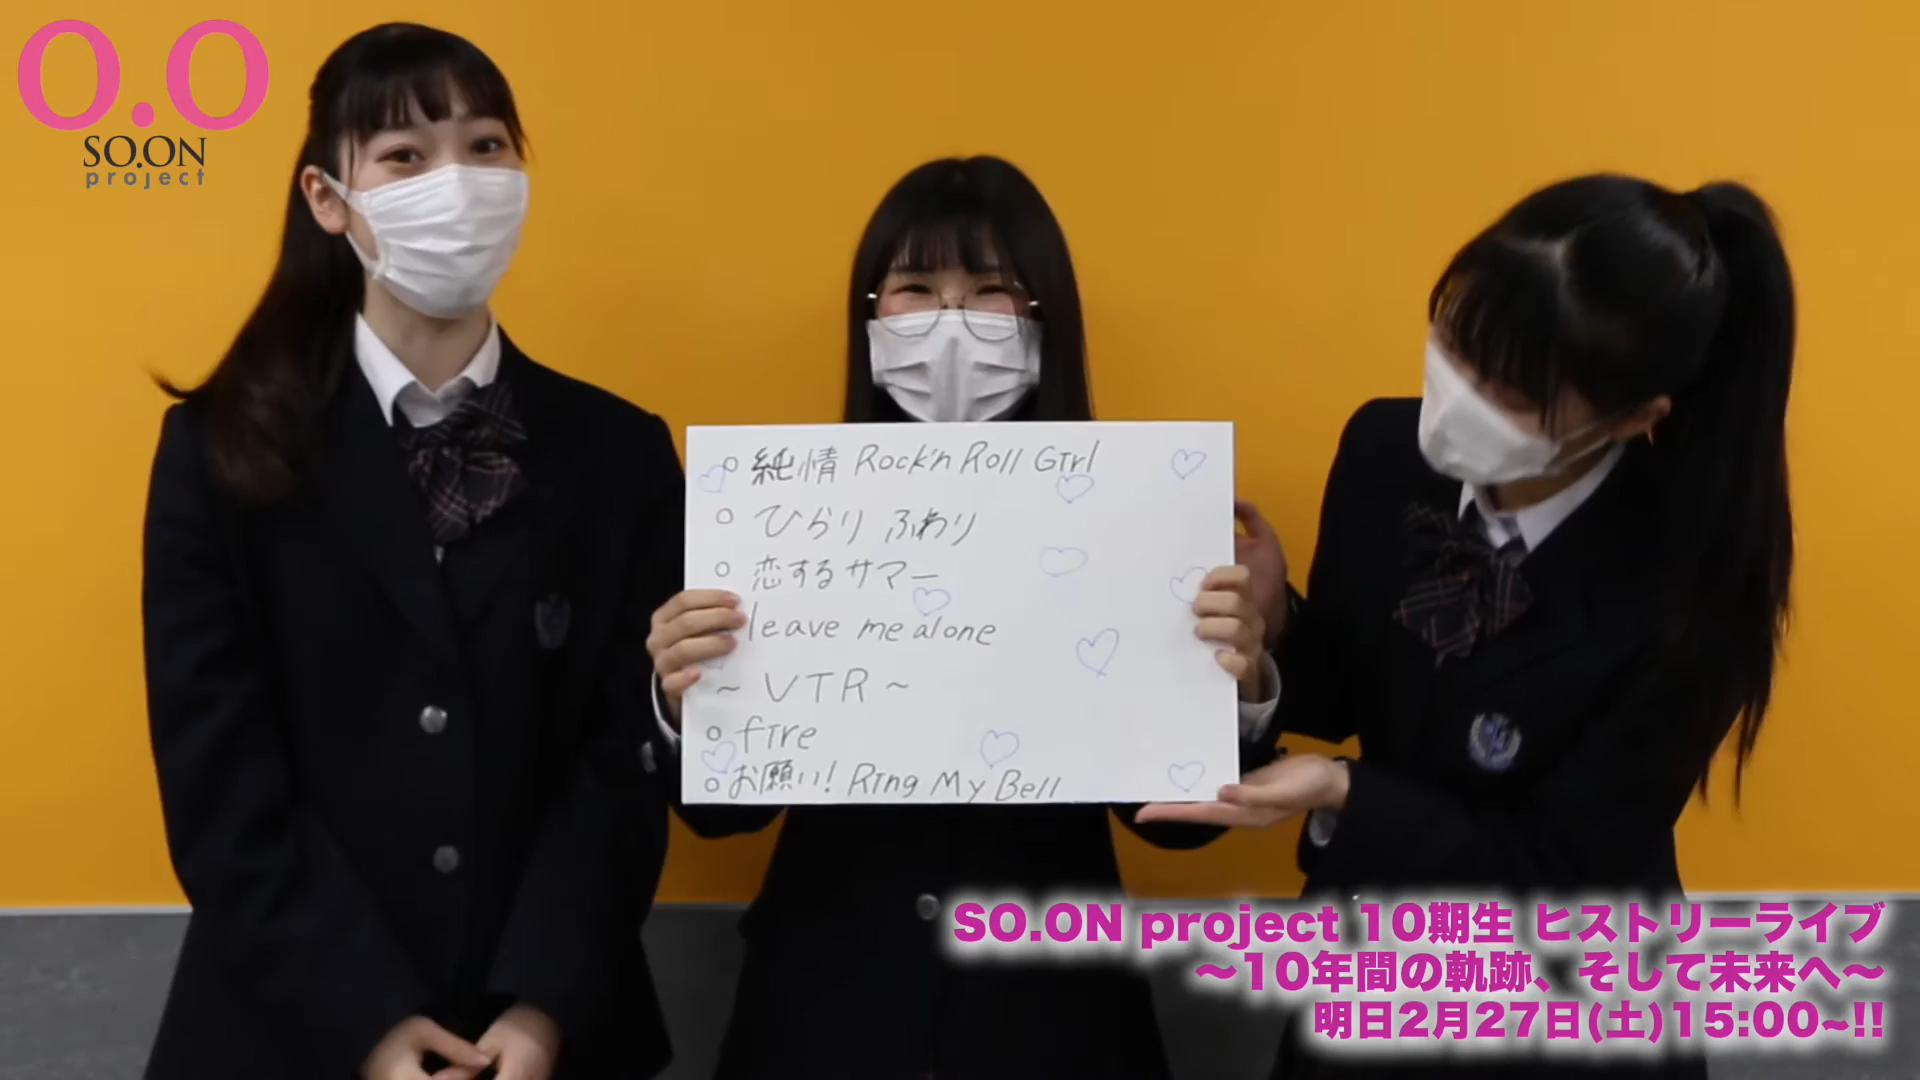 O.O
SO.ON
project
○ 純情 Rock'n Roll Girl
○ ひらり ふわり
○ 恋するサマー
leave me alone
~ VTR ~
○ fire
○ お願い! Ring My Bell
SO.ON project 10期生 ヒストリーライブ
～10年間の軌跡、そして未来へ～
明日2月27日(土)15:00~!!